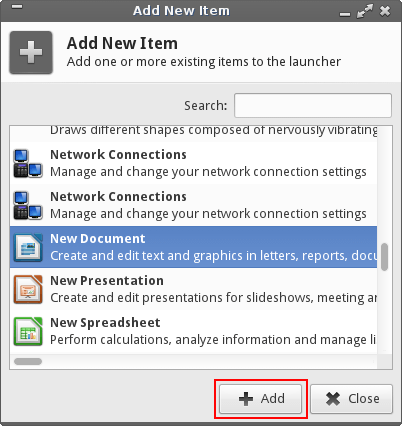 Add New Item
Add New Item
Add one or more existing items to the launcher
Search:
Draws different shapes composed of nervously vibrating
Network Connections
Manage and change your network connection settings
Network Connections
Manage and change your network connection settings
New Document
Create and edit text and graphics in letters, reports, docu
New Presentation
Create and edit presentations for slideshows, meeting ar
New Spreadsheet
Perform calculations, analyze information and manage li
Add
Close